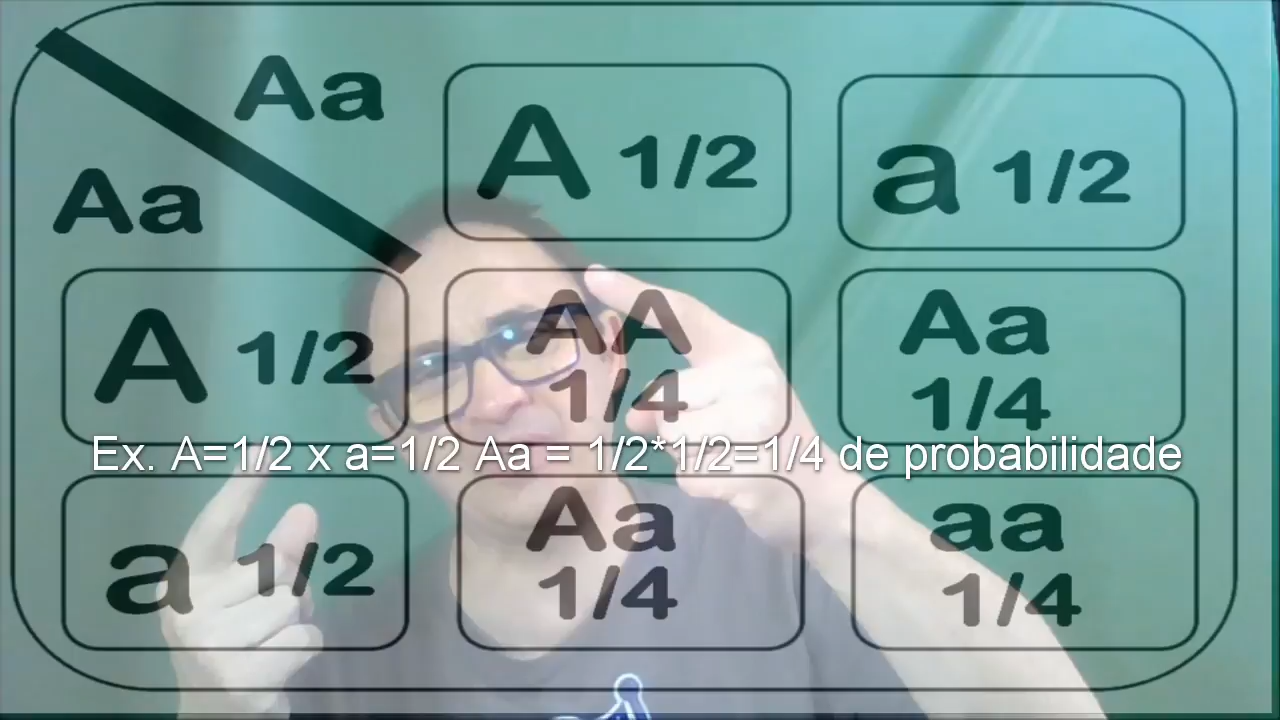 Aa
Aa
A 1/2
a 1/2
A 1/2
AA
1/4
Aa
1/4
Ex. A=1/2 x a=1/2 Aa = 1/2*1/2=1/4 de probabilidade
a 1/2
Aa
1/4
aa
1/4